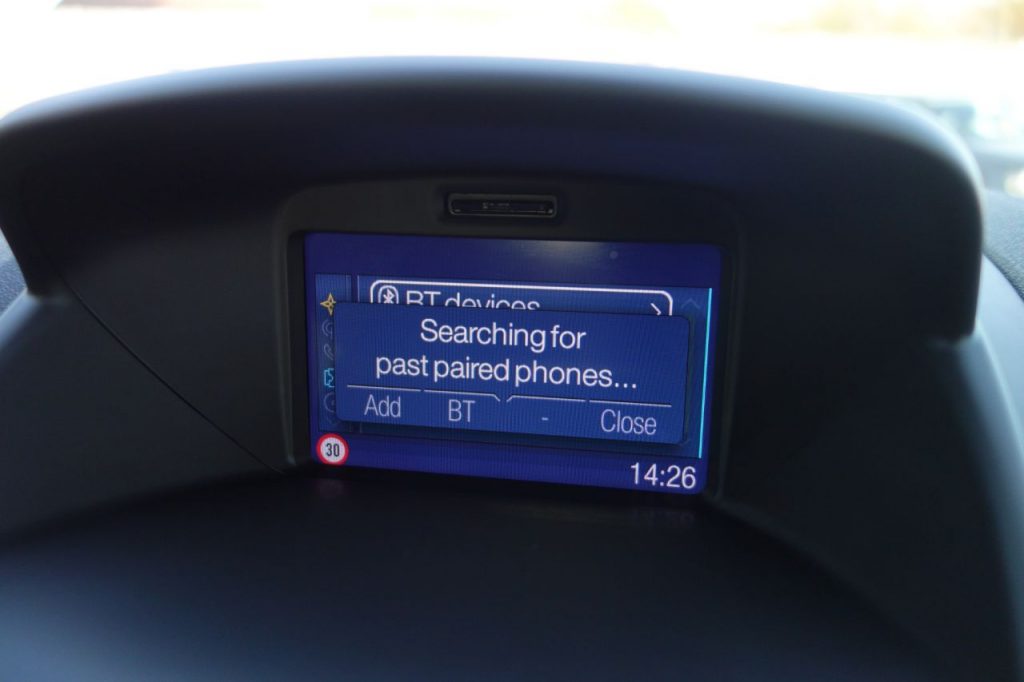 BT devices
Searching for
past paired phones...
Add BT - Close
30
14:26